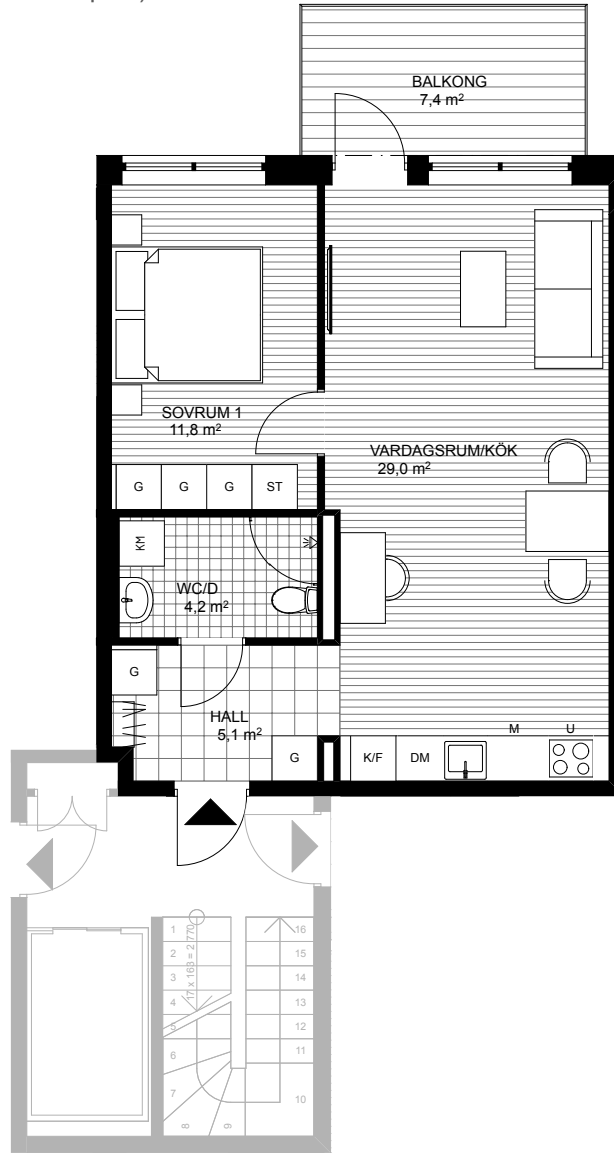 BALKONG
7,4 m²
SOVRUM 1
11,8 m²
VARDAGSRUM/KÖK
29,0 m²
G G G ST
KM
WC/D
4,2 m²
G
HALL
5,1 m²
M U
G K/F DM
1 16
2 15
3 14
4 13
5 12
6 11
7 10
8 9
17 x 163 = 2 770